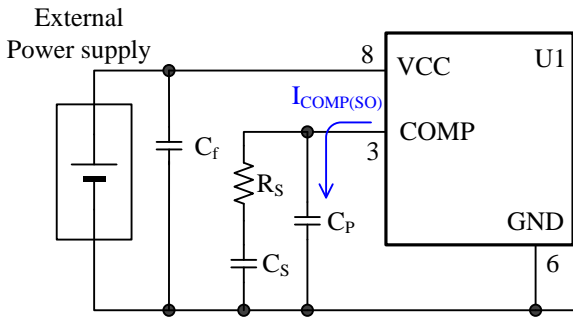 External
Power supply
8
VCC
U1
I_COMP(SO)
COMP
3
C_f
R_S
C_P
GND
C_S
6